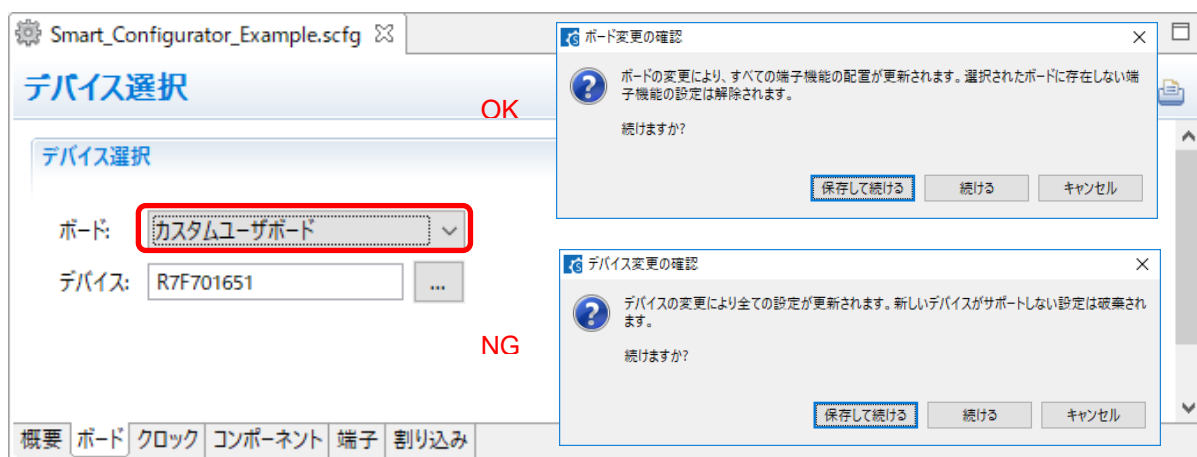 Smart_Configurator_Example.scfg
デバイス選択
デバイス選択
ボード:
カスタムユーザボード
デバイス:
R7F701651
...
OK
ボード変更の確認
ボードの変更により、すべての端子機能の配置が更新されます。選択されたボードに存在しない端
子機能の設定は解除されます。
続けますか?
保存して続ける 続ける キャンセル
NG
デバイス変更の確認
デバイスの変更により全ての設定が更新されます。新しいデバイスがサポートしない設定は破棄され
ます。
続けますか?
保存して続ける 続ける キャンセル
概要 ボード クロック コンポーネント 端子 割り込み